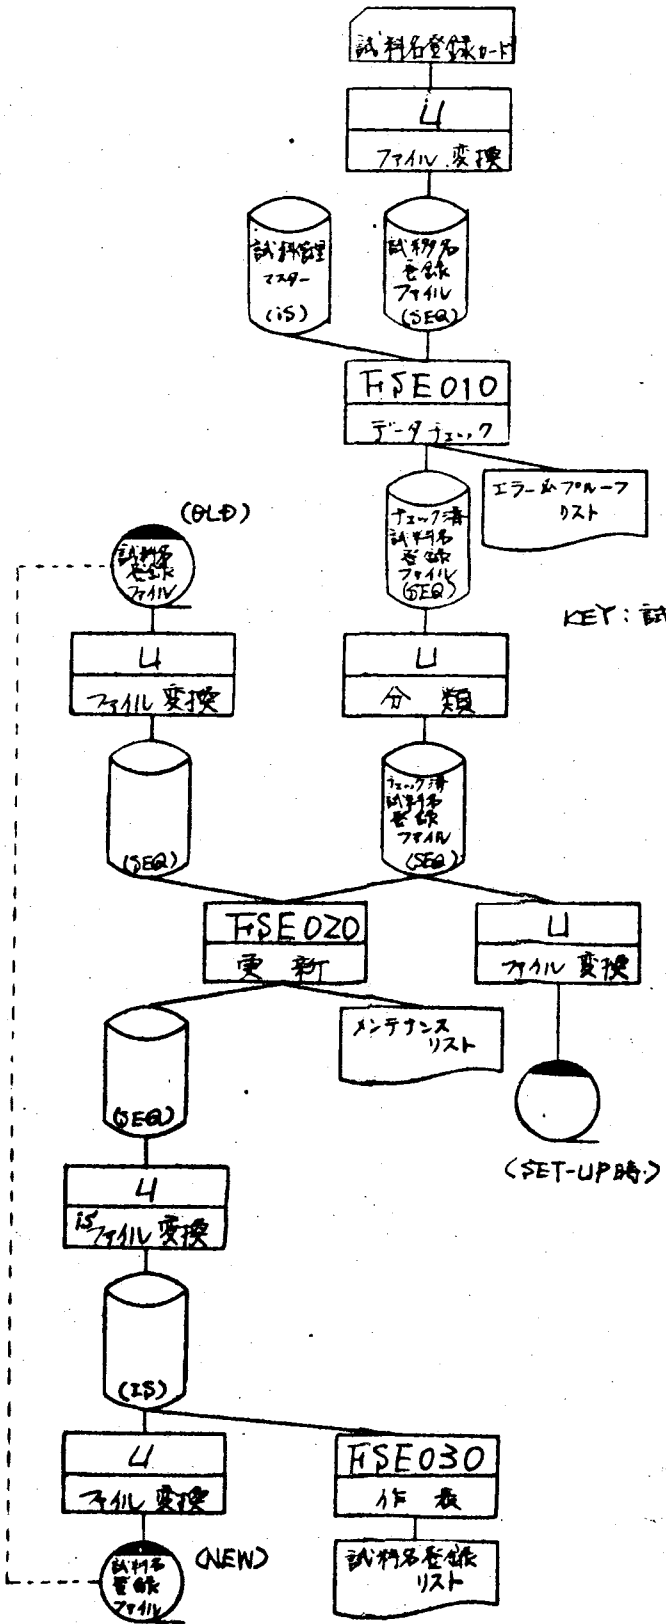 試料名登録カード
U
ファイル変換
試料管理
マスター
(iS)
試料名
登録
ファイル
(SEQ)
FSE010
データチェック
エラー&プルーフ
リスト
チェック済
試料名
登録
ファイル
(SEQ)
(OLD)
試料名
登録
ファイル
KEY:試
U
ファイル変換
U
分類
(SEQ)
チェック済
試料名
登録
ファイル
(SEQ)
FSE020
更新
U
ファイル変換
メンテナンス
リスト
(SEQ)
(SET-UP時)
U
iSファイル変換
(IS)
U
ファイル変換
FSE030
作表
(NEW)
試料名
登録
ファイル
試料名登録
リスト